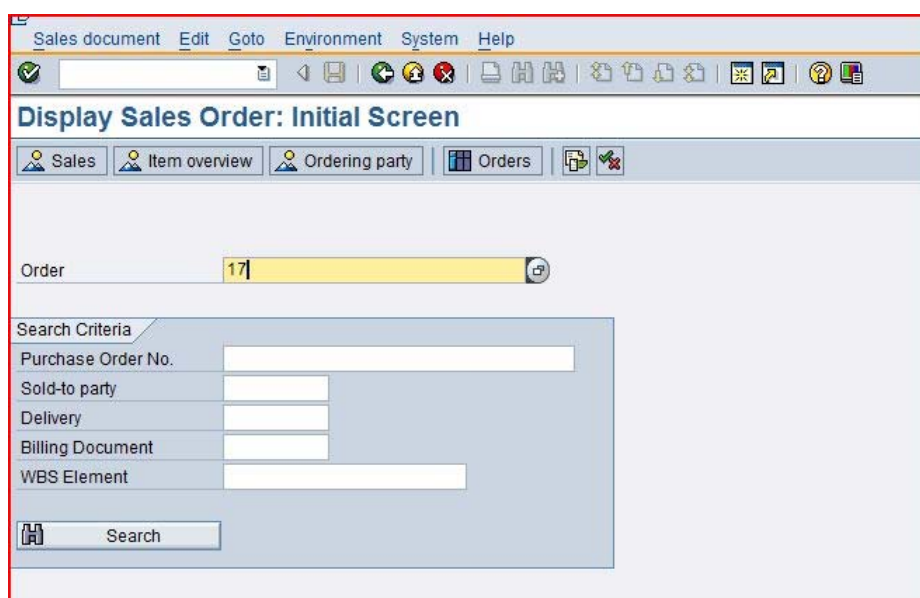 Sales document Edit Goto Environment System Help
Display Sales Order: Initial Screen
Sales Item overview Ordering party Orders
Order 17
Search Criteria
Purchase Order No.
Sold-to party
Delivery
Billing Document
WBS Element
Search